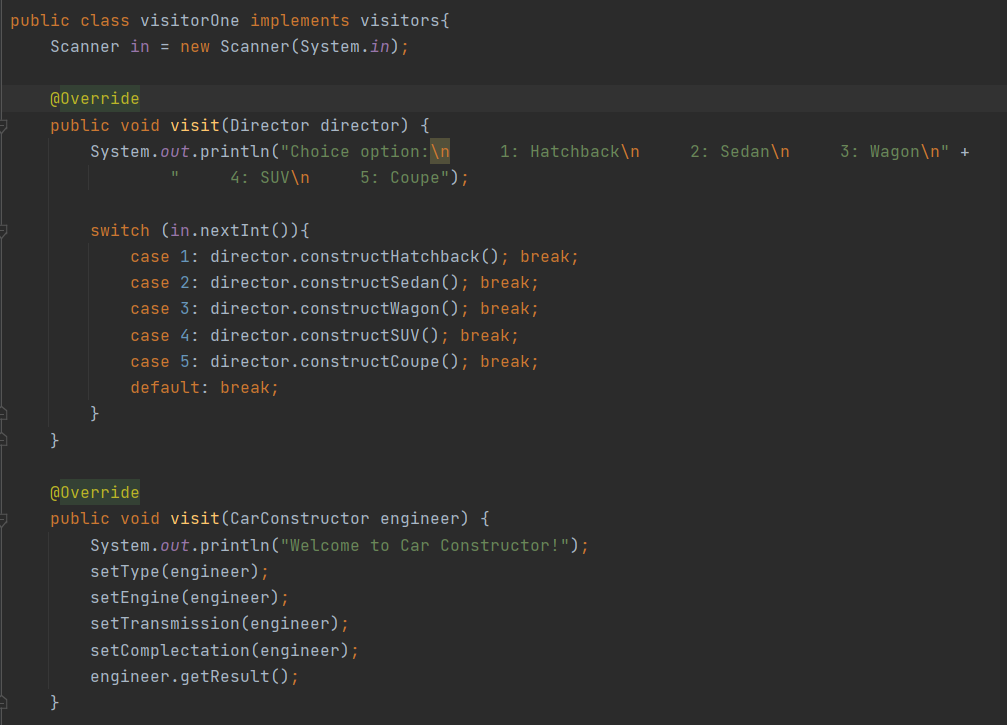 public class visitorOne implements visitors{
    Scanner in = new Scanner(System.in);

    @Override
    public void visit(Director director) {
        System.out.println("Choice option:\n     1: Hatchback\n     2: Sedan\n     3: Wagon\n" +
                "     4: SUV\n     5: Coupe");

        switch (in.nextInt()){
            case 1: director.constructHatchback(); break;
            case 2: director.constructSedan(); break;
            case 3: director.constructWagon(); break;
            case 4: director.constructSUV(); break;
            case 5: director.constructCoupe(); break;
            default: break;
        }
    }

    @Override
    public void visit(CarConstructor engineer) {
        System.out.println("Welcome to Car Constructor!");
        setType(engineer);
        setEngine(engineer);
        setTransmission(engineer);
        setComplectation(engineer);
        engineer.getResult();
    }